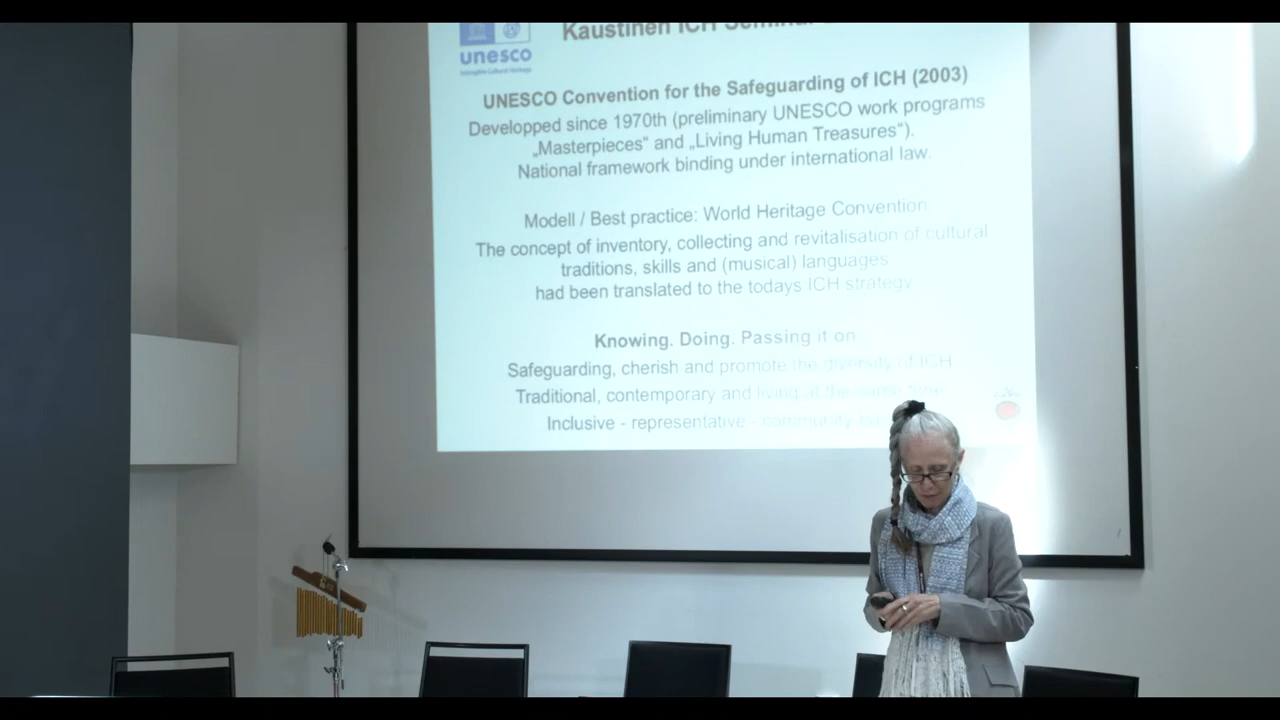 Kaustinen ICH Seminar
unesco
Intangible Cultural Heritage
UNESCO Convention for the Safeguarding of ICH (2003)
Developped since 1970th (preliminary UNESCO work programs
„Masterpieces“ and „Living Human Treasures“).
National framework binding under international law.
Modell / Best practice: World Heritage Convention
The concept of inventory, collecting and revitalisation of cultural
traditions, skills and (musical) languages
had been translated to the todays ICH strategy.
Knowing. Doing. Passing it on
Safeguarding, cherish and promote the diversity of ICH
Traditional, contemporary and living at the same time
Inclusive - representative - community